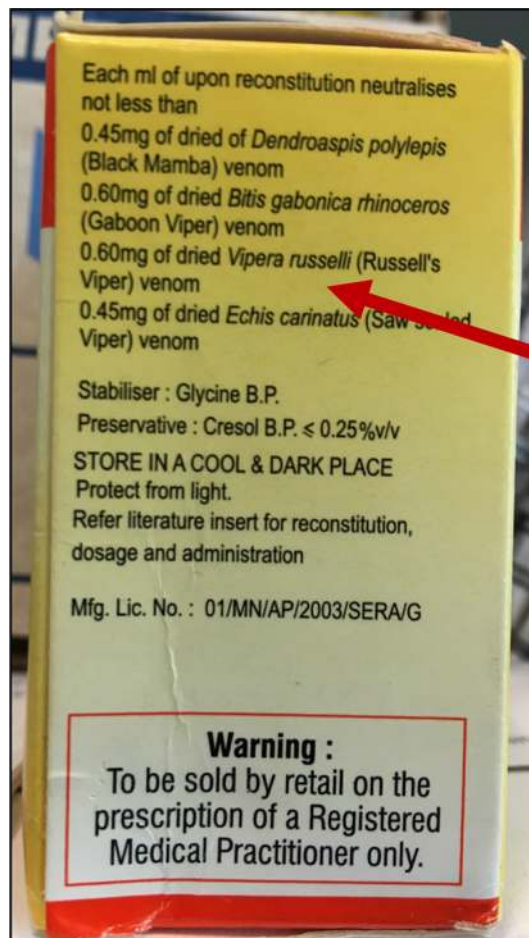 Each ml of upon reconstitution neutralises
not less than
0.45mg of dried of Dendroaspis polylepis
(Black Mamba) venom
0.60mg of dried Bitis gabonica rhinoceros
(Gaboon Viper) venom
0.60mg of dried Vipera russelli (Russell's
Viper) venom
0.45mg of dried Echis carinatus (Saw
Viper) venom
Stabiliser : Glycine B.P.
Preservative : Cresol B.P. ≤ 0.25%v/v
STORE IN A COOL & DARK PLACE
Protect from light.
Refer literature insert for reconstitution,
dosage and administration
Mfg. Lic. No. : 01/MN/AP/2003/SERA/G
Warning :
To be sold by retail on the
prescription of a Registered
Medical Practitioner only.